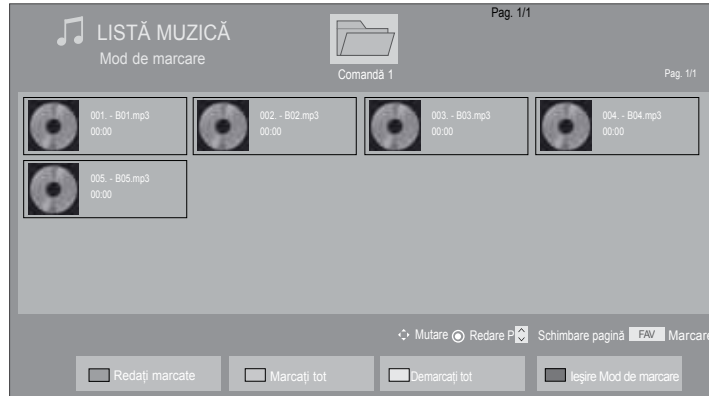 Pag. 1/1
LISTĂ MUZICĂ
Mod de marcare
Comandă 1
Pag. 1/1
001. - B01.mp3
00:00
002. - B02.mp3
00:00
003. - B03.mp3
00:00
004. - B04.mp3
00:00
005. - B05.mp3
00:00
Mutare Redare P Schimbare pagină FAV Marcare
Redați marcate Marcați tot Demarcați tot Ieşire Mod de marcare